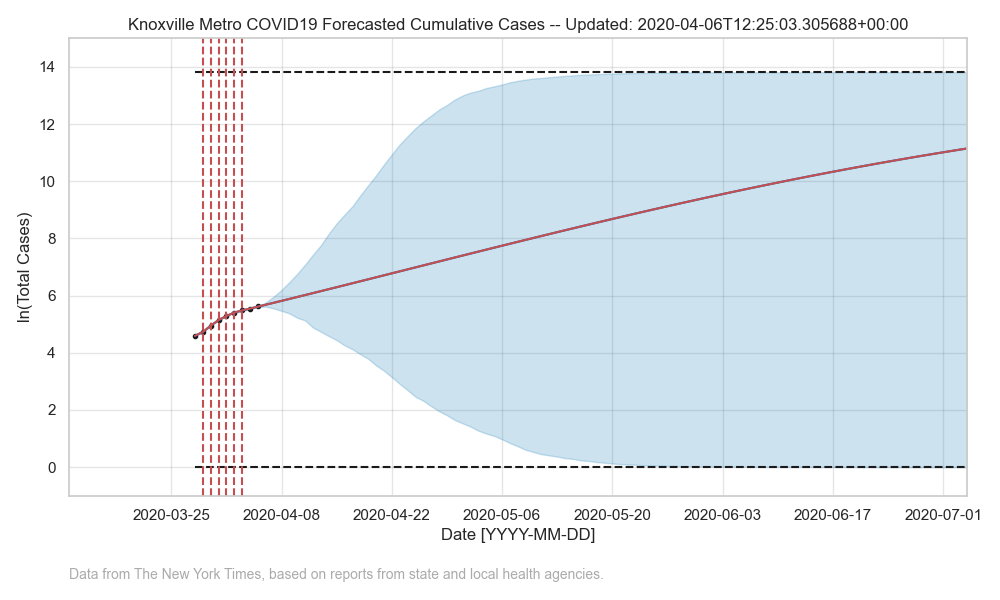 Knoxville Metro COVID19 Forecasted Cumulative Cases -- Updated: 2020-04-06T12:25:03.305688+00:00
ln(Total Cases)
14
12
10
8
6
4
2
0
2020-03-25 2020-04-08 2020-04-22 2020-05-06 2020-05-20 2020-06-03 2020-06-17 2020-07-01
Date [YYYY-MM-DD]
Data from The New York Times, based on reports from state and local health agencies.